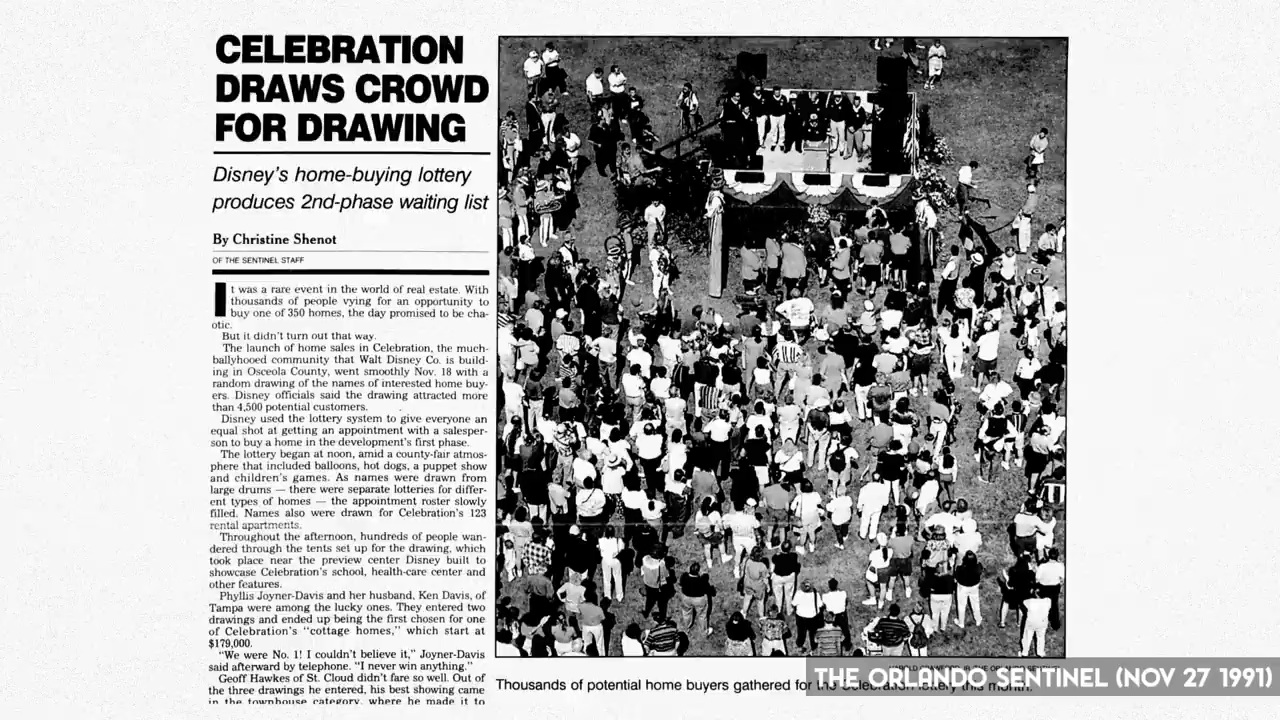 CELEBRATION
DRAWS CROWD
FOR DRAWING
Disney's home-buying lottery
produces 2nd-phase waiting list
By Christine Shenot
OF THE SENTINEL STAFF
It was a rare event in the world of real estate. With
thousands of people vying for an opportunity to
buy one of 350 homes, the day promised to be cha-
otic.
But it didn't turn out that way.
The launch of home sales in Celebration, the much-
ballyhooed community that Walt Disney Co. is build-
ing in Osceola County, went smoothly Nov. 18 with a
random drawing of the names of interested home buy-
ers. Disney officials said the drawing attracted more
than 4,500 potential customers.
Disney used the lottery system to give everyone an
equal shot at getting an appointment with a salesper-
son to buy a home in the development's first phase.
The lottery began at noon, amid a county-fair atmos-
phere that included balloons, hot dogs, a puppet show
and children's games. As names were drawn from
large drums — there were separate lotteries for differ-
ent types of homes — the appointment roster slowly
filled. Names also were drawn for Celebration's 123
rental apartments.
Throughout the afternoon, hundreds of people wan-
dered through the tents set up for the drawing, which
took place near the preview center Disney built to
showcase Celebration's school, health-care center and
other features.
Phyllis Joyner-Davis and her husband, Ken Davis, of
Tampa were among the lucky ones. They entered two
drawings and ended up being the first chosen for one
of Celebration's "cottage homes," which start at
$179,000.
"We were No. 1! I couldn't believe it," Joyner-Davis
said afterward by telephone. "I never win anything."
Geoff Hawkes of St. Cloud didn't fare so well. Out of
the three drawings he entered, his best showing came
in the townhouse category, where he made it to
Thousands of potential home buyers gathered for the Celebration lottery this month.
THE ORLANDO SENTINEL (NOV 27 1991)